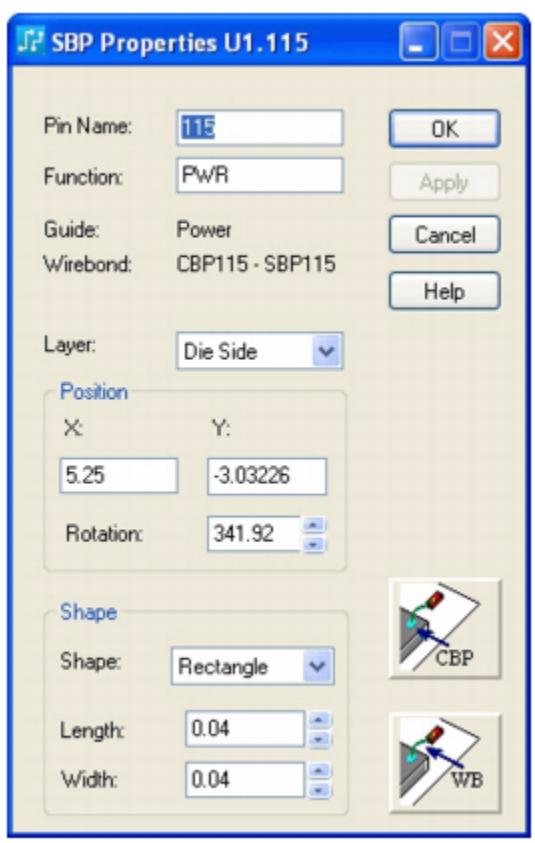 SBP Properties U1.115
Pin Name: 115
OK
Function: PWR
Apply
Guide: Power
Cancel
Wirebond: CBP115 - SBP115
Help
Layer: Die Side
Position
X: Y:
5.25 -3.03226
Rotation: 341.92
Shape
CBP
Shape: Rectangle
Length: 0.04
Width: 0.04
WB